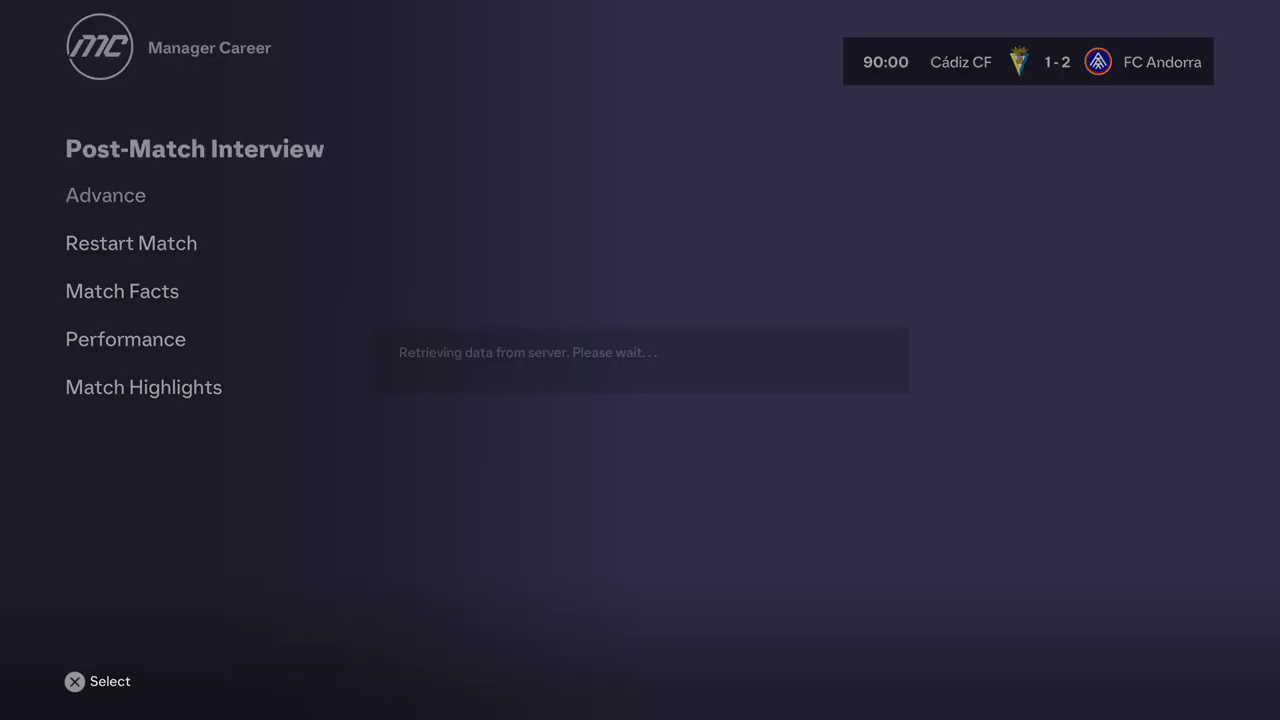 MC Manager Career
90:00 Cádiz CF 1 - 2 FC Andorra
Post-Match Interview
Advance
Restart Match
Match Facts
Performance
Match Highlights
Retrieving data from server. Please wait. . .
Select